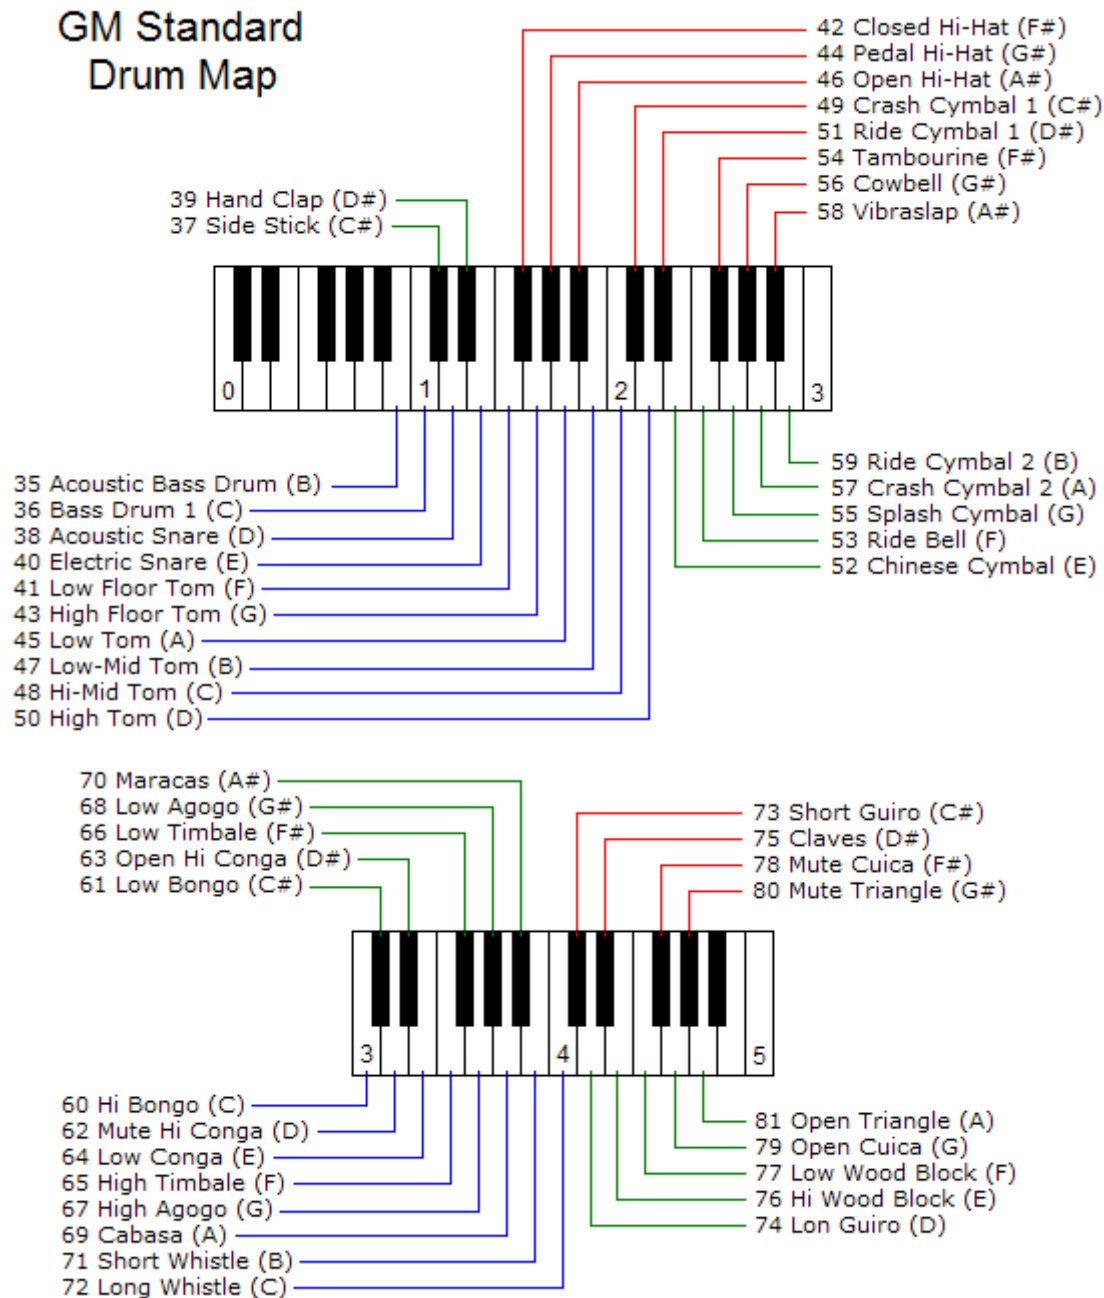 GM Standard
Drum Map
42 Closed Hi-Hat (F#)
44 Pedal Hi-Hat (G#)
46 Open Hi-Hat (A#)
49 Crash Cymbal 1 (C#)
51 Ride Cymbal 1 (D#)
54 Tambourine (F#)
56 Cowbell (G#)
58 Vibraslap (A#)
39 Hand Clap (D#)
37 Side Stick (C#)
0 1 2 3
35 Acoustic Bass Drum (B)
36 Bass Drum 1 (C)
38 Acoustic Snare (D)
40 Electric Snare (E)
41 Low Floor Tom (F)
43 High Floor Tom (G)
45 Low Tom (A)
47 Low-Mid Tom (B)
48 Hi-Mid Tom (C)
50 High Tom (D)
59 Ride Cymbal 2 (B)
57 Crash Cymbal 2 (A)
55 Splash Cymbal (G)
53 Ride Bell (F)
52 Chinese Cymbal (E)
70 Maracas (A#)
68 Low Agogo (G#)
66 Low Timbale (F#)
63 Open Hi Conga (D#)
61 Low Bongo (C#)
73 Short Guiro (C#)
75 Claves (D#)
78 Mute Cuica (F#)
80 Mute Triangle (G#)
3 4 5
60 Hi Bongo (C)
62 Mute Hi Conga (D)
64 Low Conga (E)
65 High Timbale (F)
67 High Agogo (G)
69 Cabasa (A)
71 Short Whistle (B)
72 Long Whistle (C)
81 Open Triangle (A)
79 Open Cuica (G)
77 Low Wood Block (F)
76 Hi Wood Block (E)
74 Lon Guiro (D)